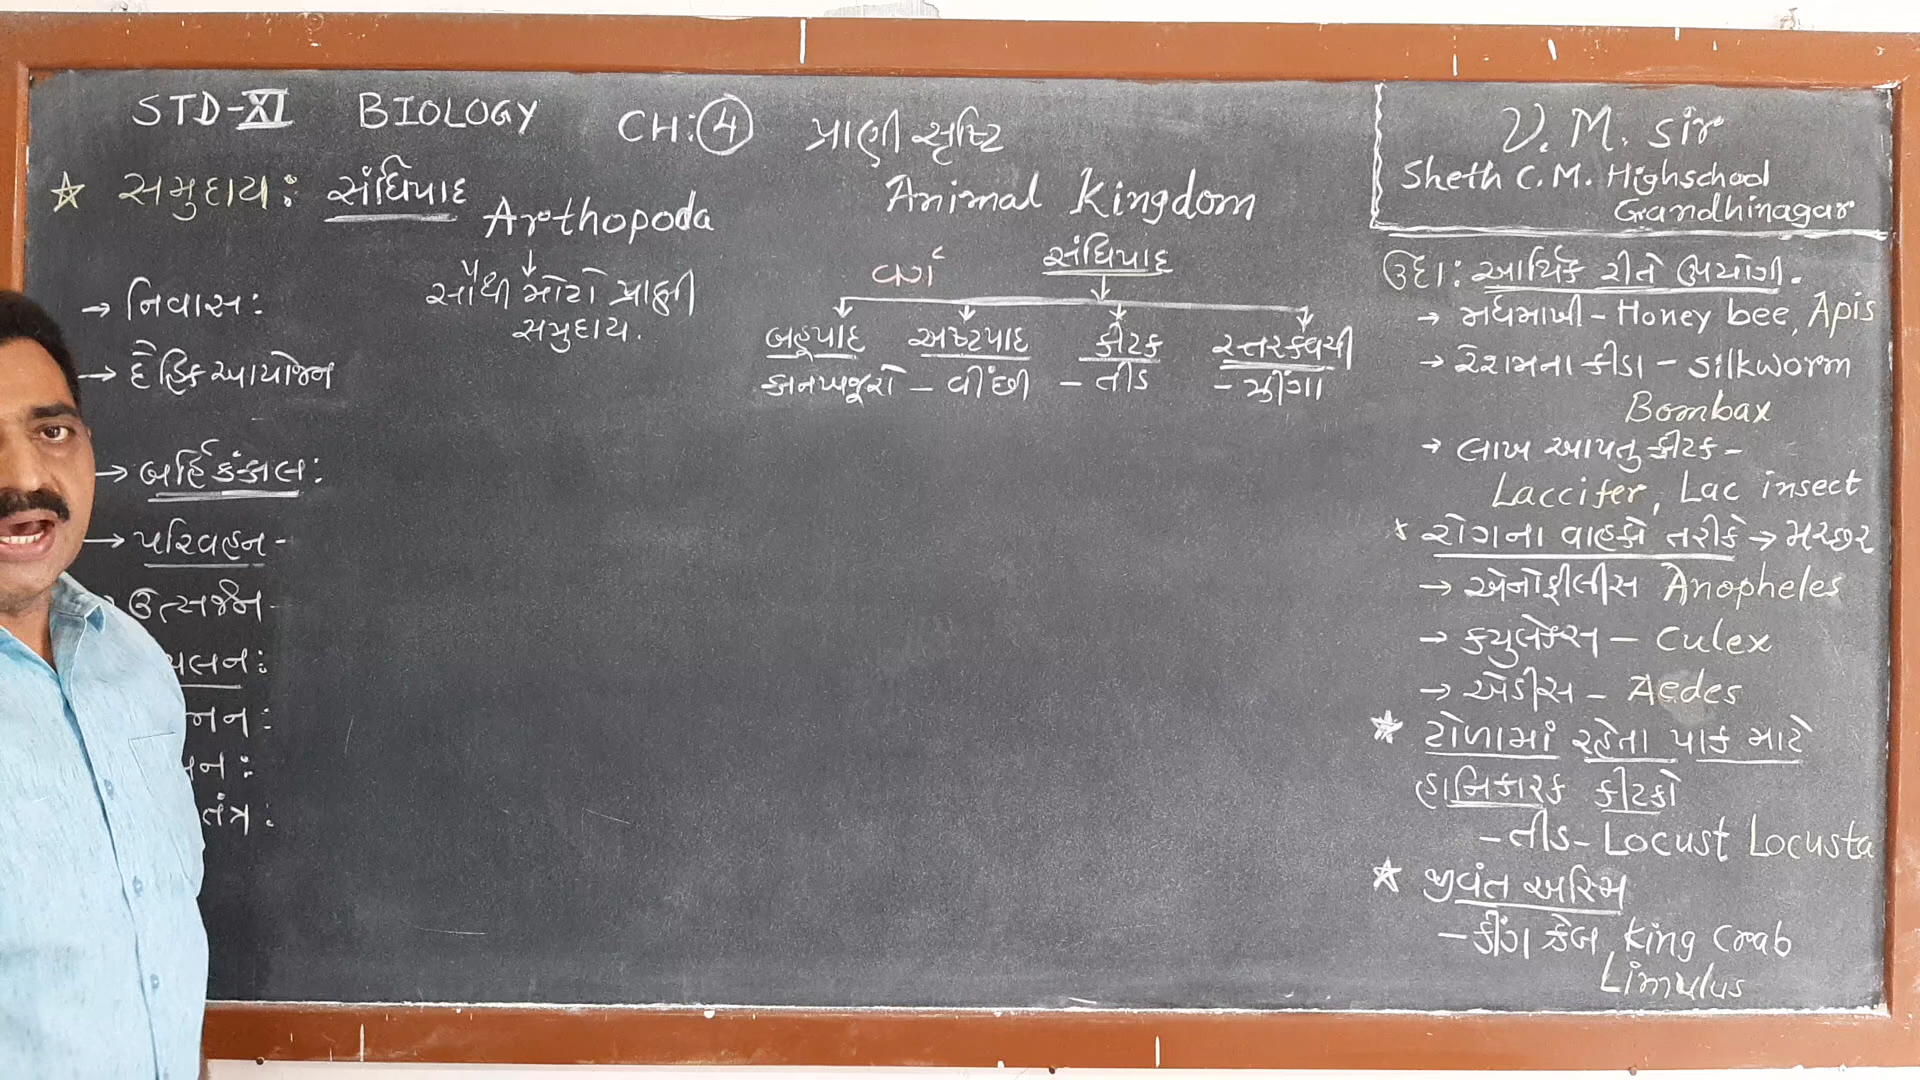 STD-XI BIOLOGY CH: 4 પ્રાણી સૃષ્ટિ
Animal Kingdom
V. M. Sir
Sheth C. M. Highschool
Gandhinagar
સમુદાય: સંધિપાદ
Arthopoda
સૌથી મોટો પ્રાણી
સમુદાય.
→ નિવાસ:
→ દૈહિક આયોજન
→ બર્હિકંકાલ:
→ પરિવહન-
ઉત્સર્જન-
ચલન:
નન:
તંત્ર:
વર્ગ સંધિપાદ
બહુપાદ અષ્ટપાદ કીટક સ્તરકવચી
કાનખજૂરો - વીંછી - તીડ - ઝીંગા
ઉદા: આર્થિક રીતે ઉપયોગી.
→ મધમાખી - Honey bee, Apis
→ રેશમના કીડા - Silkworm
Bombax
→ લાખ આપતુ કીટક -
Laccifer, Lac insect
* રોગના વાહકો તરીકે → મચ્છર
→ એનોફીલીસ Anopheles
→ ક્યુલેક્સ - Culex
→ એડીસ - Aedes
ટોળામાં રહેતા પાક માટે
હાનિકારક કીટકો
- તીડ - Locust Locusta
જીવંત અશ્મિ
- કીંગ ક્રેબ King Crab
Limulus